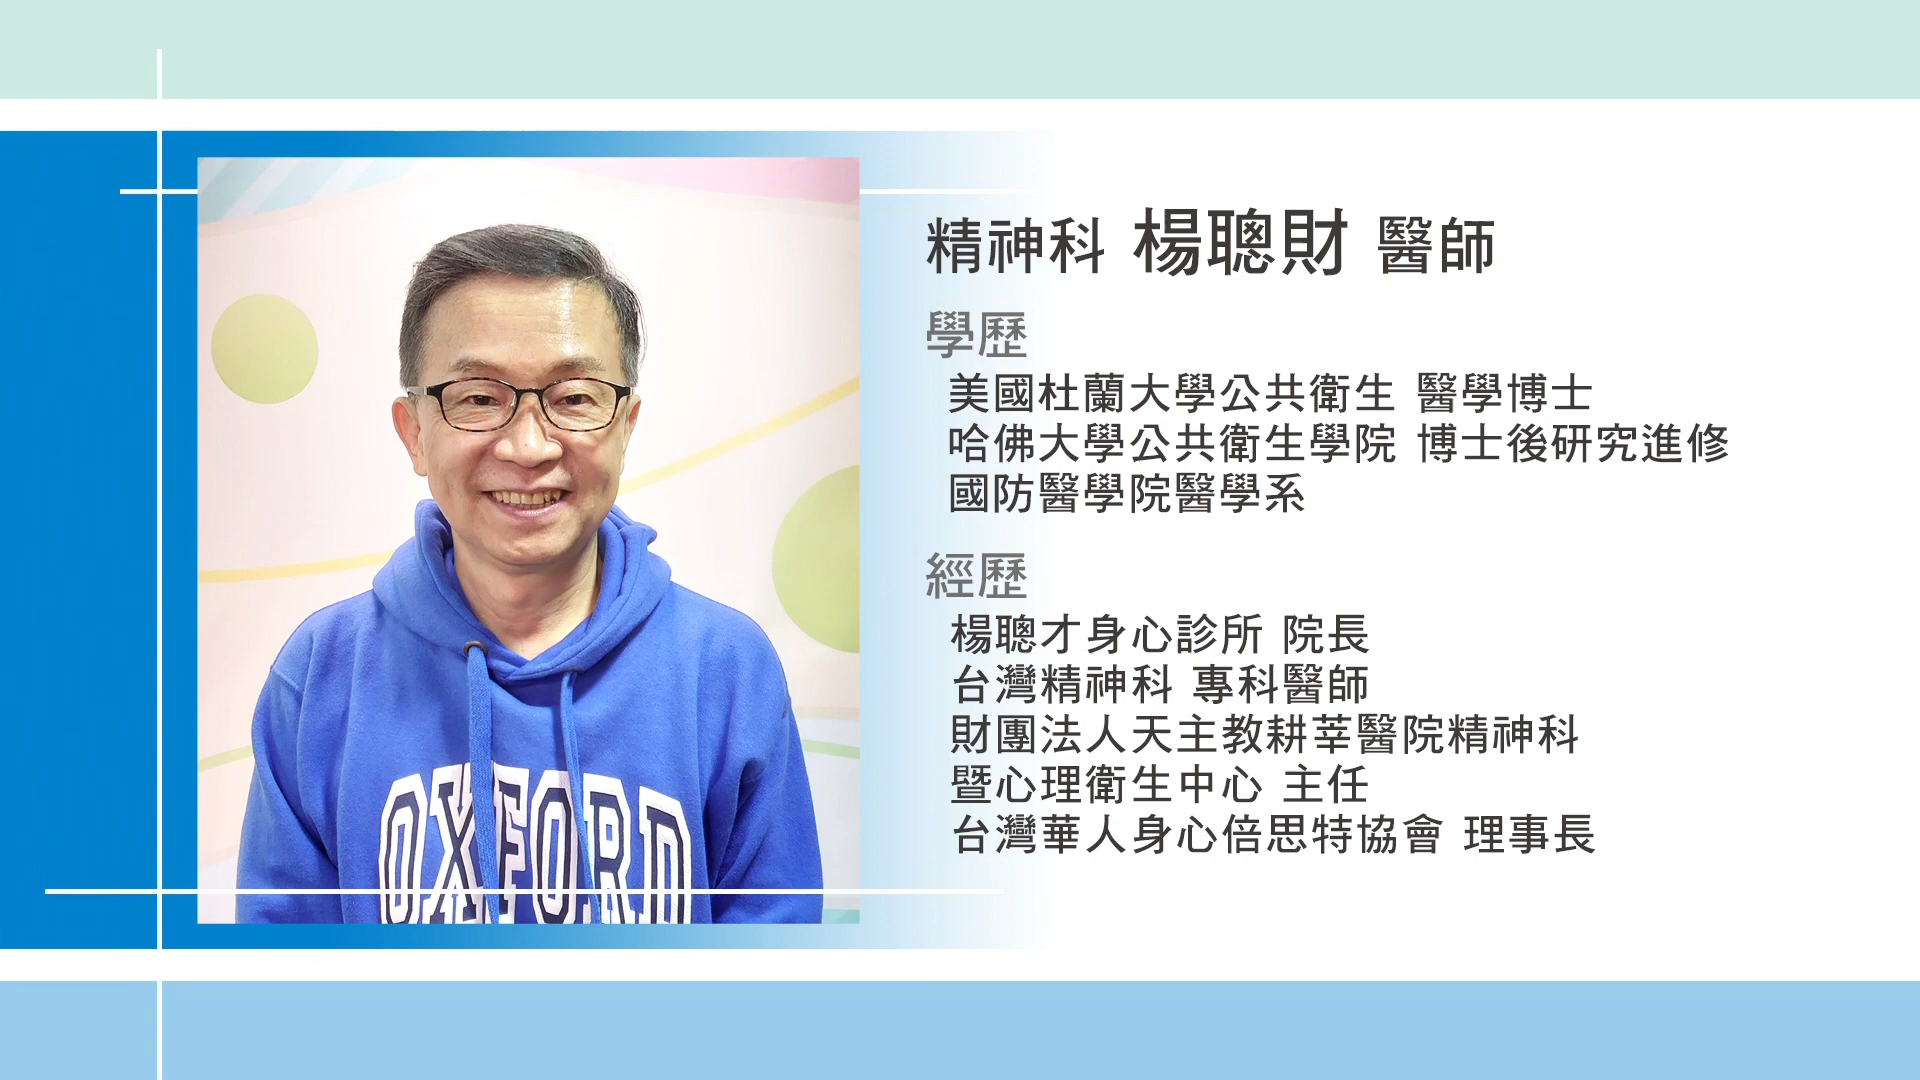 精神科 楊聰財 醫師
學歷
美國杜蘭大學公共衛生 醫學博士
哈佛大學公共衛生學院 博士後研究進修
國防醫學院醫學系
經歷
楊聰才身心診所 院長
台灣精神科 專科醫師
財團法人天主教耕莘醫院精神科
暨心理衛生中心 主任
台灣華人身心倍思特協會 理事長
OXFORD